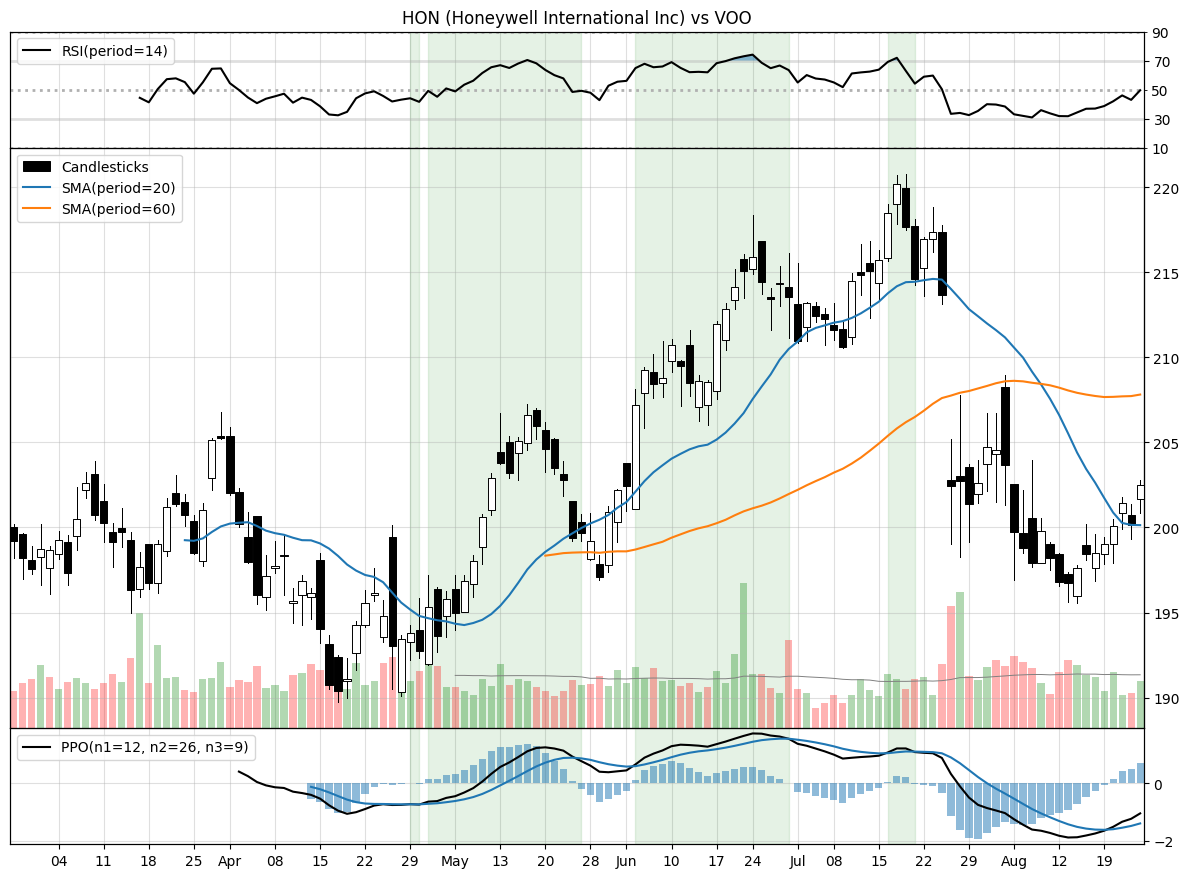 HON (Honeywell International Inc) vs VOO
RSI(period=14)
90
70
50
30
10
Candlesticks
SMA(period=20)
SMA(period=60)
220
215
210
205
200
195
190
PPO(n1=12, n2=26, n3=9)
0
−2
04 11 18 25 Apr 08 15 22 29 May 13 20 28 Jun 10 17 24 Jul 08 15 22 29 Aug 12 19